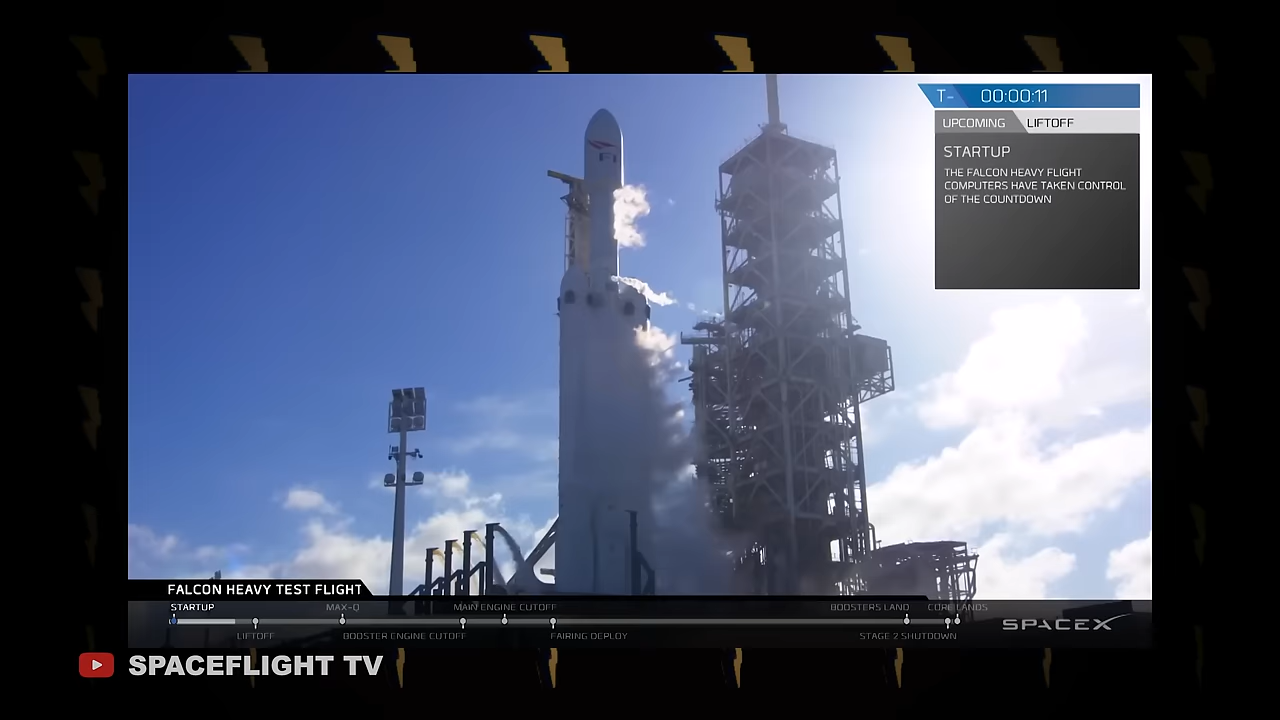 T- 00:00:11
UPCOMING LIFTOFF
STARTUP
THE FALCON HEAVY FLIGHT
COMPUTERS HAVE TAKEN CONTROL
OF THE COUNTDOWN
FALCON HEAVY TEST FLIGHT
STARTUP MAX-Q MAIN ENGINE CUTOFF BOOSTERS LAND CORE LANDS
LIFTOFF BOOSTER ENGINE CUTOFF FAIRING DEPLOY STAGE 2 SHUTDOWN
SPACEX
SPACEFLIGHT TV